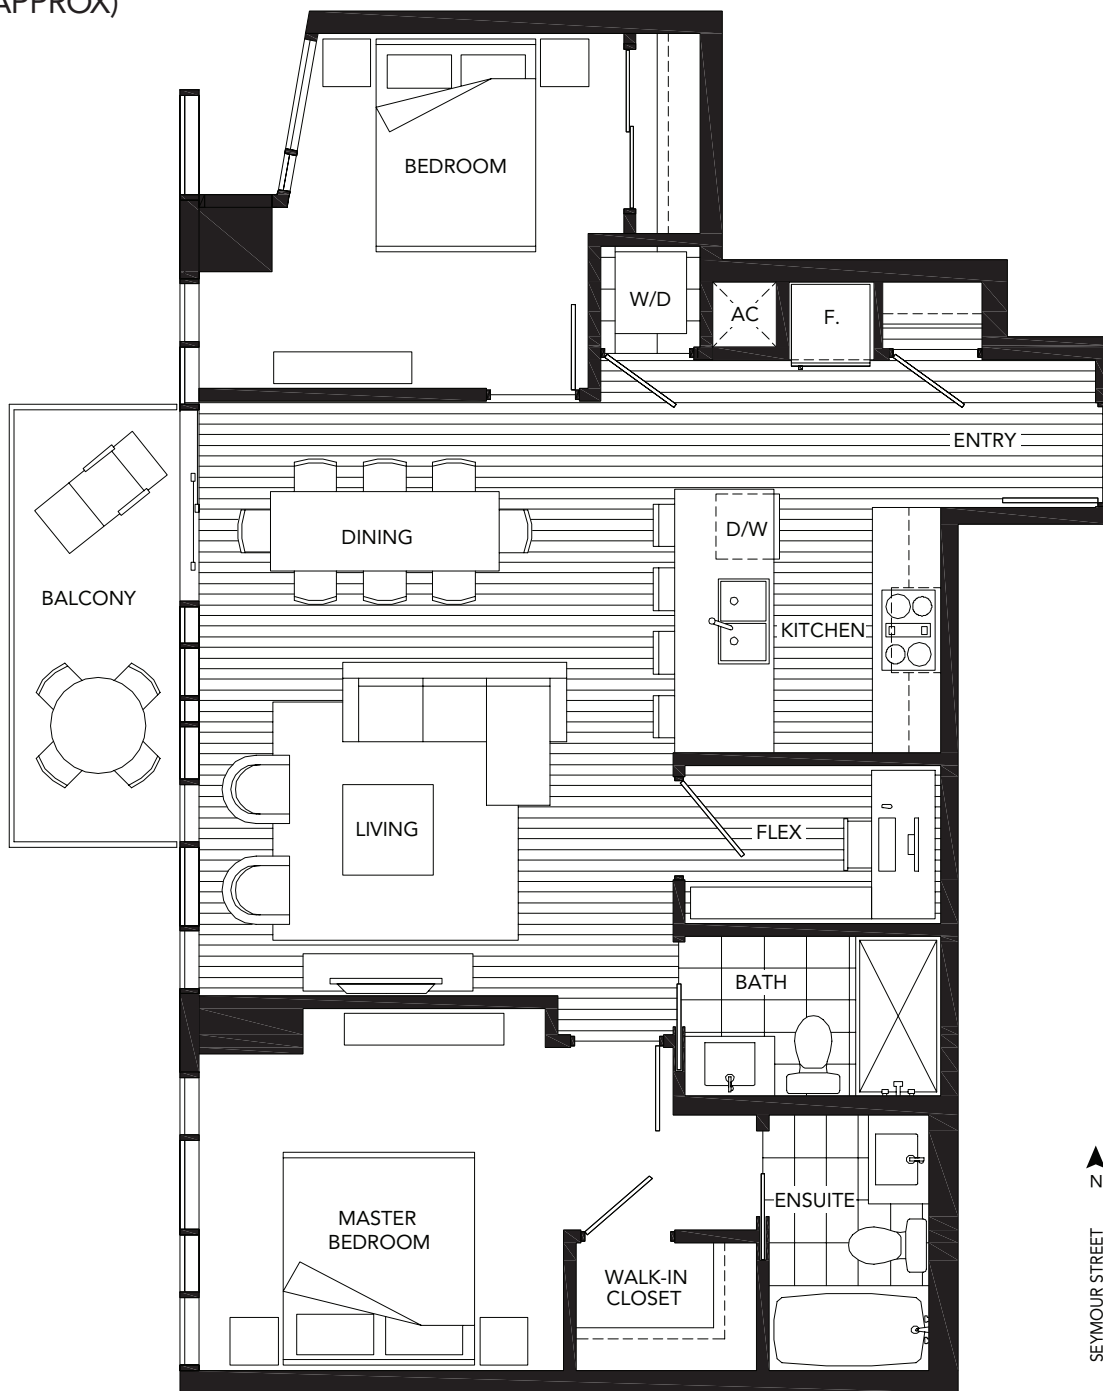 APPROX)
BEDROOM
W/D
AC
F.
ENTRY
DINING
D/W
BALCONY
KITCHEN
LIVING
FLEX
BATH
N
ENSUITE
MASTER
BEDROOM
WALK-IN
CLOSET
SEYMOUR STREET